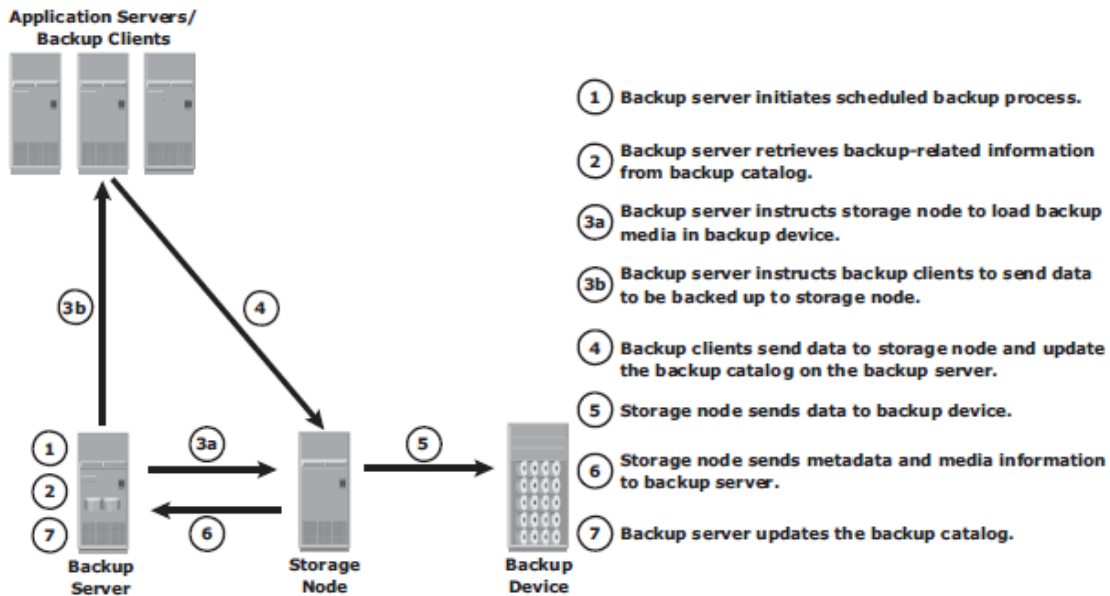 Application Servers/
Backup Clients
3b
4
1
2
7
3a
6
5
Backup
Server
Storage
Node
Backup
Device
1 Backup server initiates scheduled backup process.
2 Backup server retrieves backup-related information
from backup catalog.
3a Backup server instructs storage node to load backup
media in backup device.
3b Backup server instructs backup clients to send data
to be backed up to storage node.
4 Backup clients send data to storage node and update
the backup catalog on the backup server.
5 Storage node sends data to backup device.
6 Storage node sends metadata and media information
to backup server.
7 Backup server updates the backup catalog.